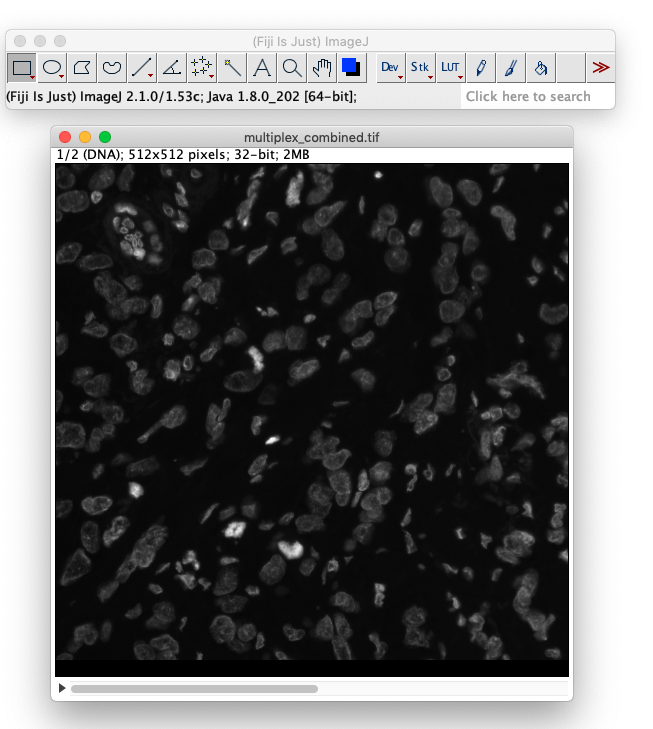 (Fiji Is Just) ImageJ
Dev Stk LUT
(Fiji Is Just) ImageJ 2.1.0/1.53c; Java 1.8.0_202 [64-bit]; Click here to search
multiplex_combined.tif
1/2 (DNA); 512x512 pixels; 32-bit; 2MB